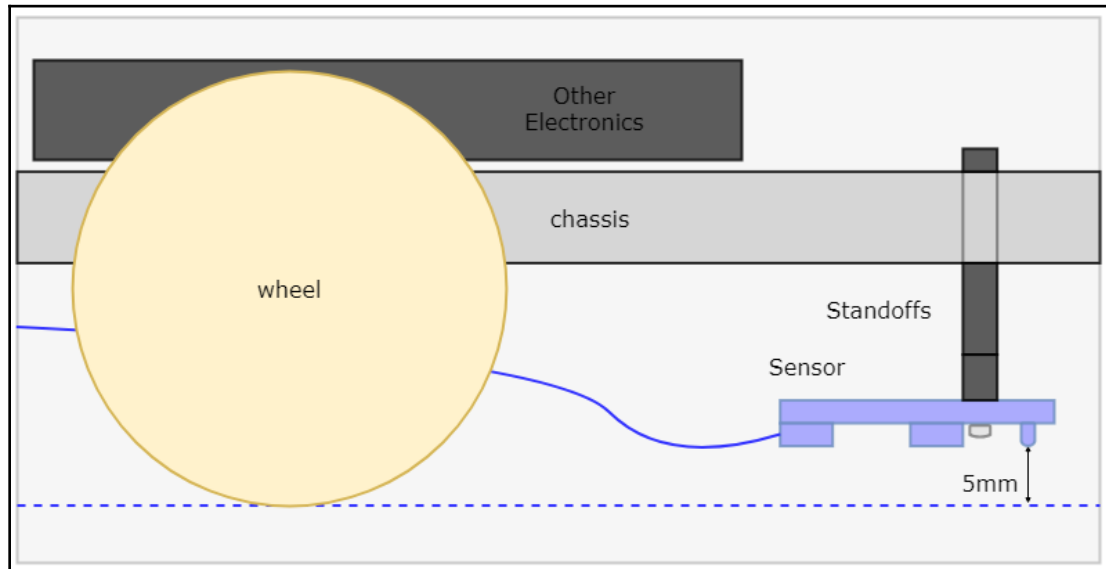 Other
Electronics
chassis
wheel
Standoffs
Sensor
5mm